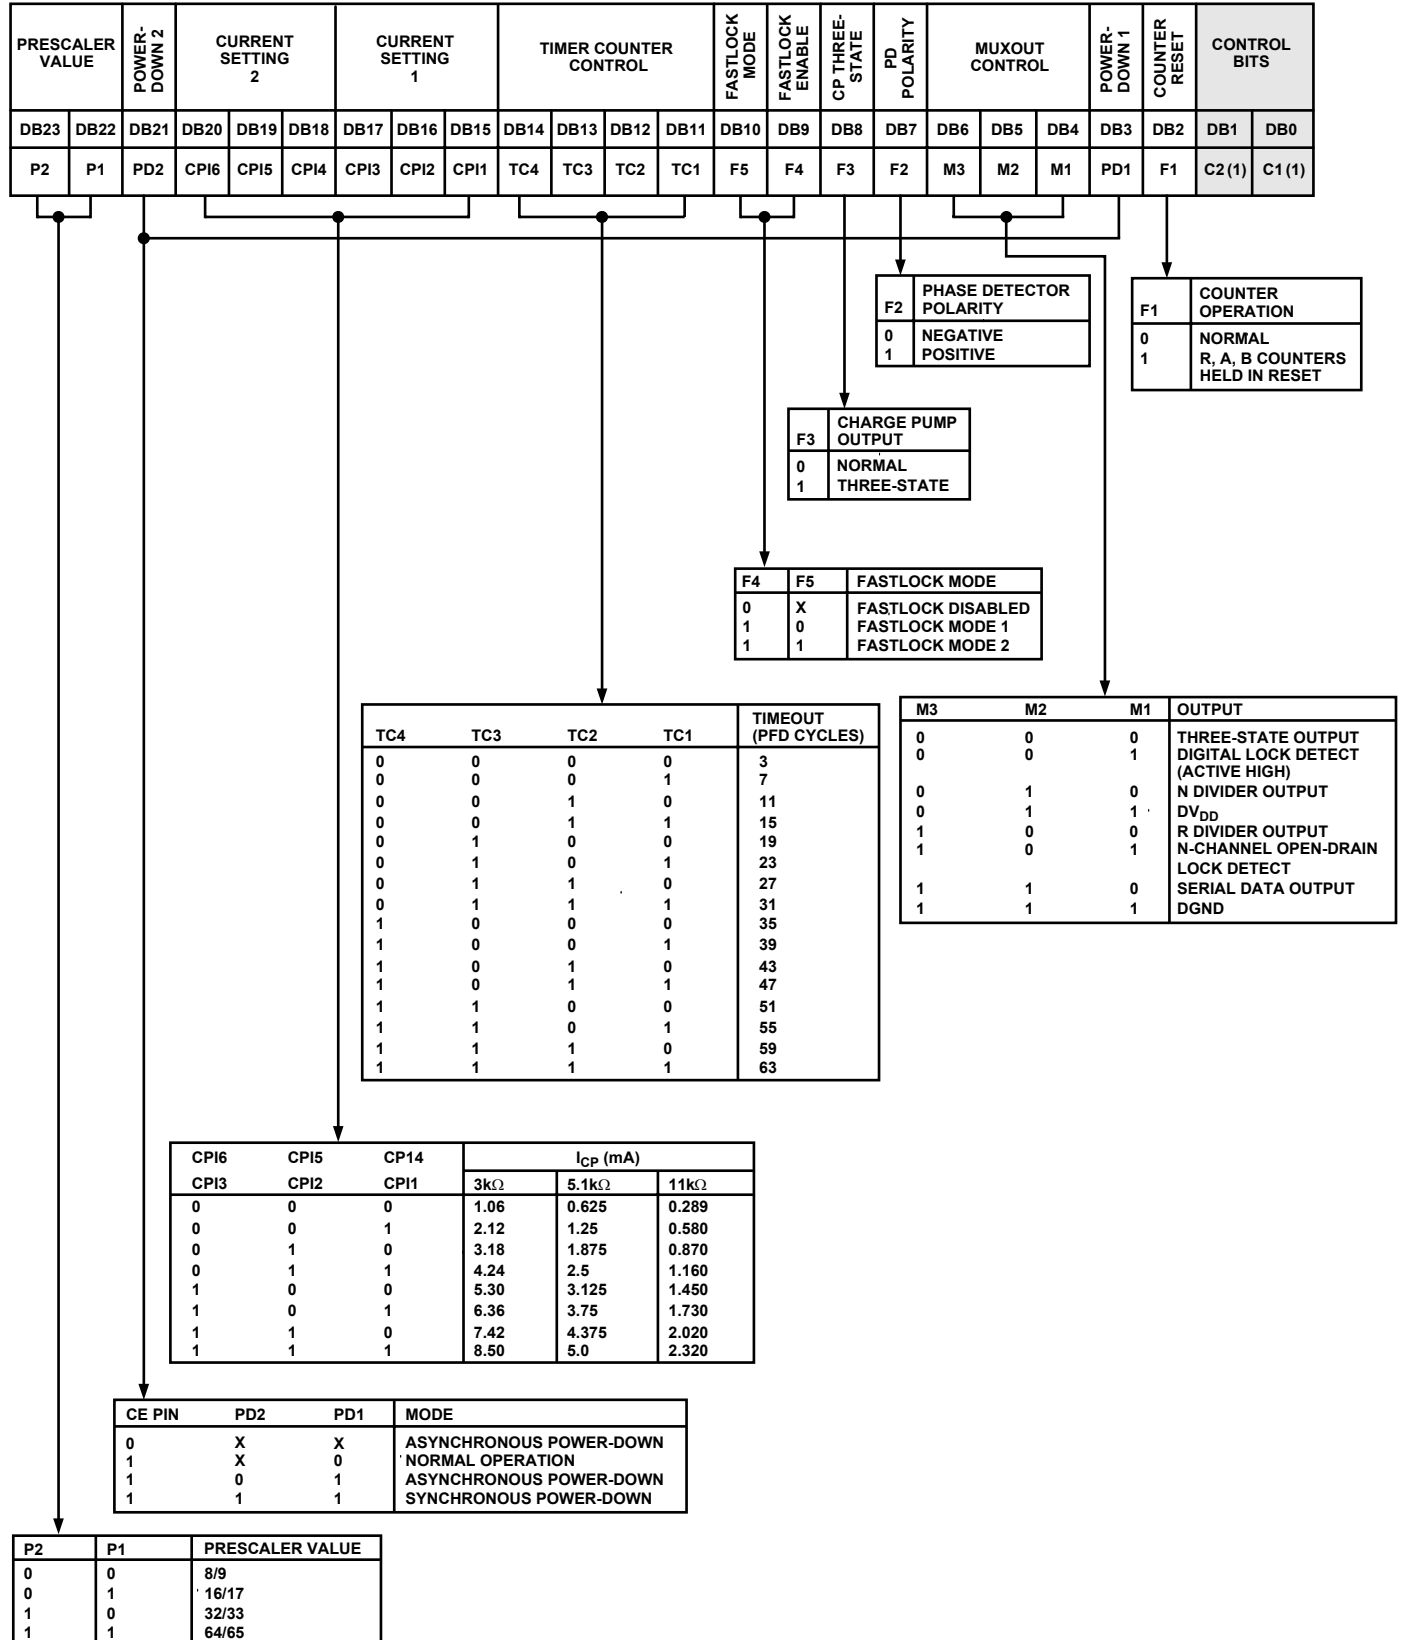 PRESCALER VALUE
POWER-DOWN 2
CURRENT SETTING 2
CURRENT SETTING 1
TIMER COUNTER CONTROL
FASTLOCK MODE
FASTLOCK ENABLE
CP THREE-STATE
PD POLARITY
MUXOUT CONTROL
POWER-DOWN 1
COUNTER RESET
CONTROL BITS
DB23 DB22 DB21 DB20 DB19 DB18 DB17 DB16 DB15 DB14 DB13 DB12 DB11 DB10 DB9 DB8 DB7 DB6 DB5 DB4 DB3 DB2 DB1 DB0
P2 P1 PD2 CPI6 CPI5 CPI4 CPI3 CPI2 CPI1 TC4 TC3 TC2 TC1 F5 F4 F3 F2 M3 M2 M1 PD1 F1 C2 (1) C1 (1)
F2 PHASE DETECTOR POLARITY
0 NEGATIVE
1 POSITIVE
F1 COUNTER OPERATION
0 NORMAL
1 R, A, B COUNTERS
HELD IN RESET
F3 CHARGE PUMP OUTPUT
0 NORMAL
1 THREE-STATE
F4 F5 FASTLOCK MODE
0 X FASTLOCK DISABLED
1 0 FASTLOCK MODE 1
1 1 FASTLOCK MODE 2
TC4 TC3 TC2 TC1 TIMEOUT (PFD CYCLES)
0 0 0 0 3
0 0 0 1 7
0 0 1 0 11
0 0 1 1 15
0 1 0 0 19
0 1 0 1 23
0 1 1 0 27
0 1 1 1 31
1 0 0 0 35
1 0 0 1 39
1 0 1 0 43
1 0 1 1 47
1 1 0 0 51
1 1 0 1 55
1 1 1 0 59
1 1 1 1 63
M3 M2 M1 OUTPUT
0 0 0 THREE-STATE OUTPUT
0 0 1 DIGITAL LOCK DETECT
(ACTIVE HIGH)
0 1 0 N DIVIDER OUTPUT
0 1 1 DVDD
1 0 0 R DIVIDER OUTPUT
1 0 1 N-CHANNEL OPEN-DRAIN
LOCK DETECT
1 1 0 SERIAL DATA OUTPUT
1 1 1 DGND
CPI6 CPI5 CP14 ICP (mA)
CPI3 CPI2 CPI1 3kΩ 5.1kΩ 11kΩ
0 0 0 1.06 0.625 0.289
0 0 1 2.12 1.25 0.580
0 1 0 3.18 1.875 0.870
0 1 1 4.24 2.5 1.160
1 0 0 5.30 3.125 1.450
1 0 1 6.36 3.75 1.730
1 1 0 7.42 4.375 2.020
1 1 1 8.50 5.0 2.320
CE PIN PD2 PD1 MODE
0 X X ASYNCHRONOUS POWER-DOWN
1 X 0 NORMAL OPERATION
1 0 1 ASYNCHRONOUS POWER-DOWN
1 1 1 SYNCHRONOUS POWER-DOWN
P2 P1 PRESCALER VALUE
0 0 8/9
0 1 16/17
1 0 32/33
1 1 64/65